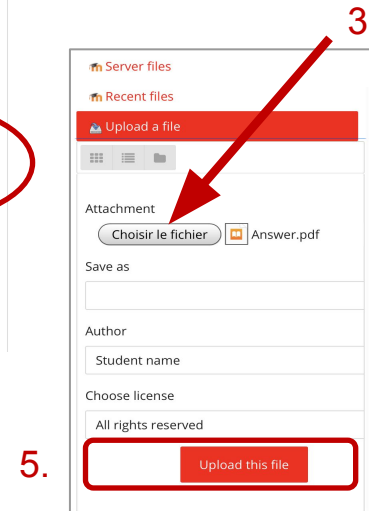 3
Server files
Recent files
Upload a file
Attachment
Choisir le fichier Answer.pdf
Save as
Author
Student name
Choose license
All rights reserved
5. Upload this file